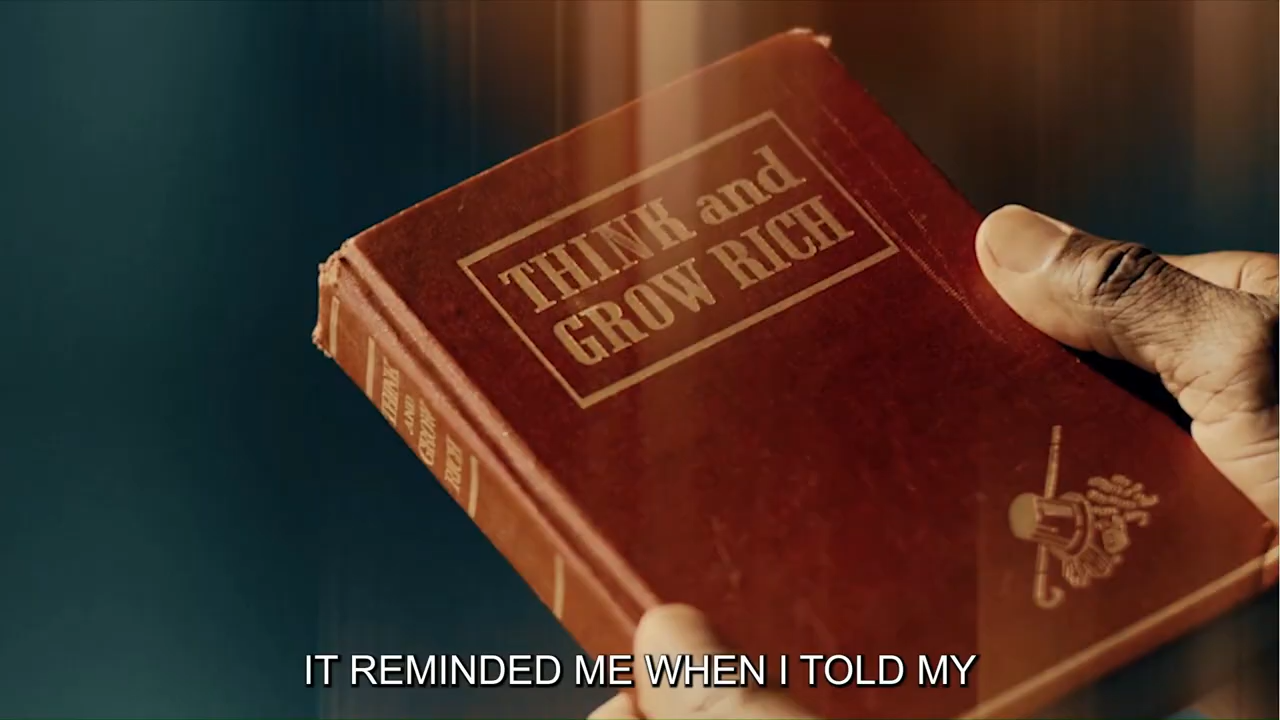 THINK and
GROW RICH
THINK
AND
GROW
RICH
IT REMINDED ME WHEN I TOLD MY